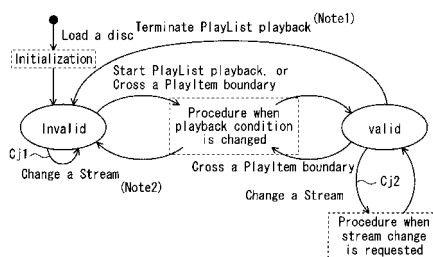 Terminate PlayList playback (Note1)
Load a disc
Initialization
Start PlayList playback, or
Cross a PlayItem boundary
Invalid
Procedure when
playback condition
is changed
valid
Cj1
Change a Stream
(Note2)
Cross a PlayItem boundary
Change a Stream
Cj2
Procedure when
stream change
is requested